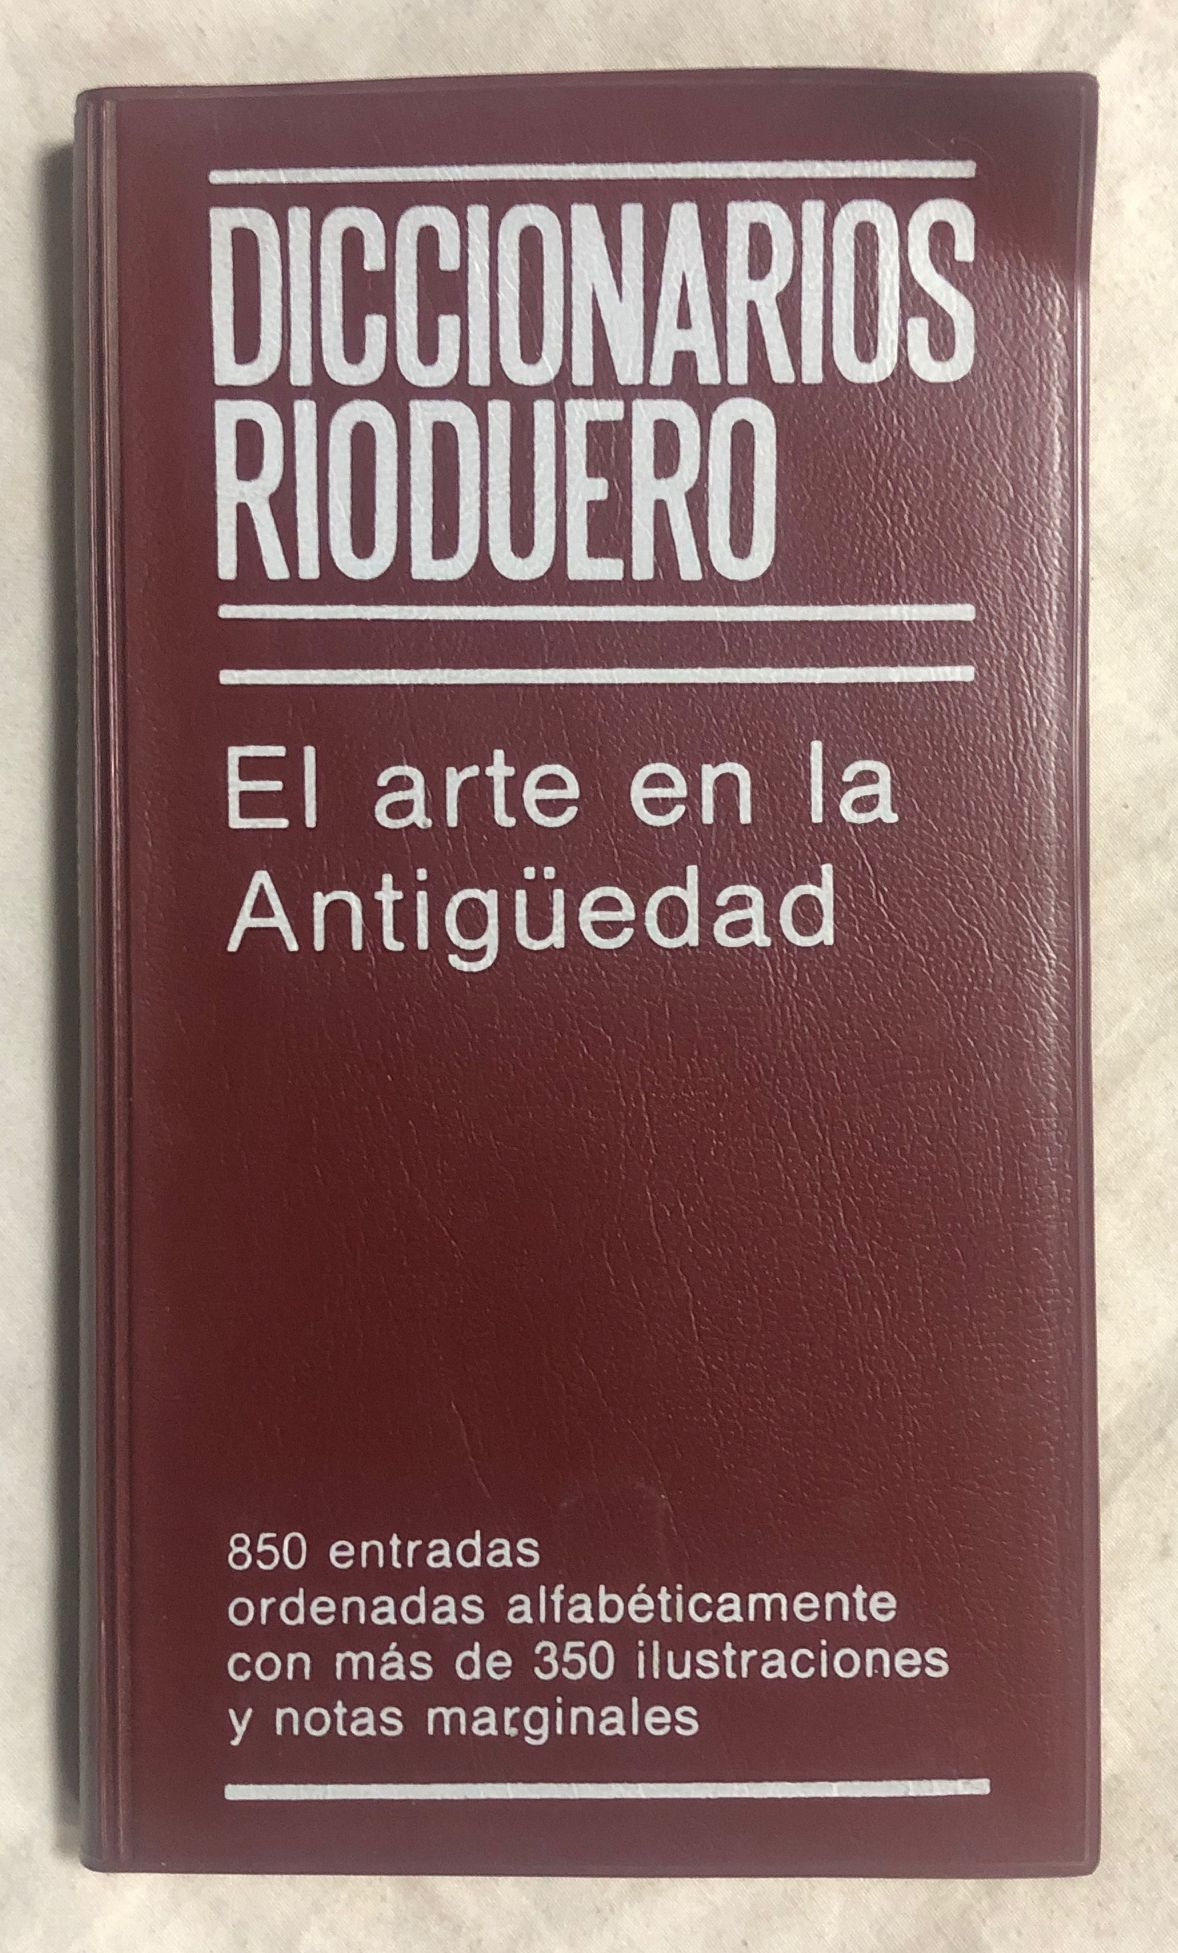 DICCIONARIOS
RIODUERO
El arte en la
Antigüedad
850 entradas
ordenadas alfabéticamente
con más de 350 ilustraciones
y notas marginales